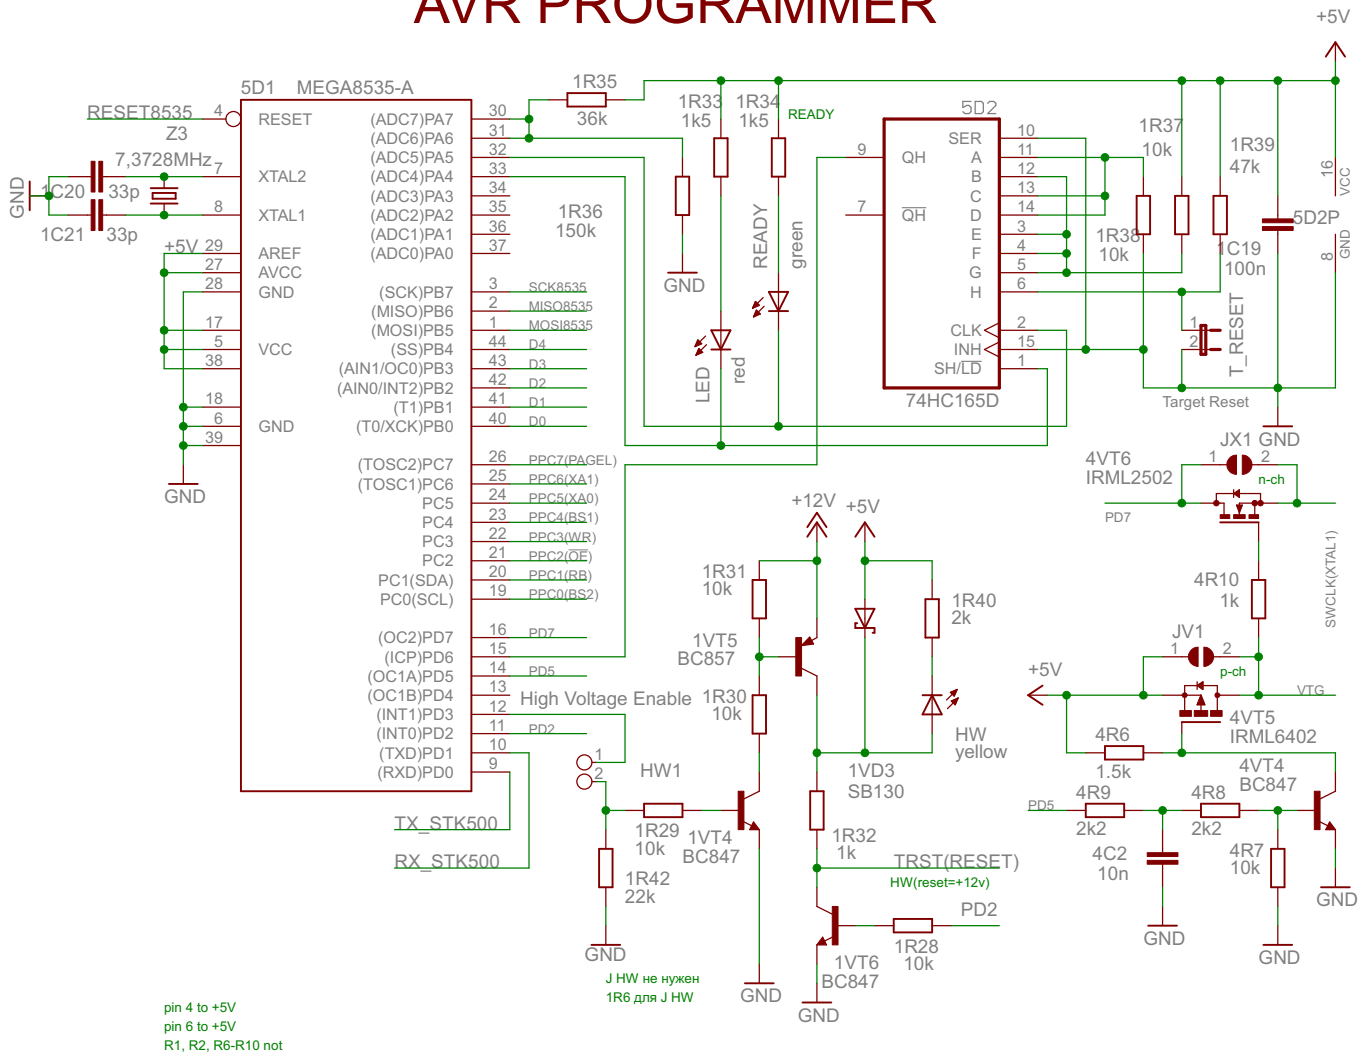 AVR PROGRAMMER
+5V
5D1 MEGA8535-A
RESET8535
4
RESET
Z3
7,3728MHz
7
XTAL2
1C20
33p
GND
8
XTAL1
1C21
33p
+5V
29
AREF
27
AVCC
28
GND
17
5
VCC
38
18
6
GND
39
GND
(ADC7)PA7
30
(ADC6)PA6
31
(ADC5)PA5
32
(ADC4)PA4
33
(ADC3)PA3
34
(ADC2)PA2
35
(ADC1)PA1
36
(ADC0)PA0
37
(SCK)PB7
3
SCK8535
(MISO)PB6
2
MISO8535
(MOSI)PB5
1
MOSI8535
(SS)PB4
44
D4
(AIN1/OC0)PB3
43
D3
(AIN0/INT2)PB2
42
D2
(T1)PB1
41
D1
(T0/XCK)PB0
40
D0
(TOSC2)PC7
26
PPC7(PAGEL)
(TOSC1)PC6
25
PPC6(XA1)
PC5
24
PPC5(XA0)
PC4
23
PPC4(BS1)
PC3
22
PPC3(WR)
PC2
21
PPC2(OE)
PC1(SDA)
20
PPC1(RB)
PC0(SCL)
19
PPC0(BS2)
(OC2)PD7
16
PD7
(ICP)PD6
15
(OC1A)PD5
14
PD5
(OC1B)PD4
13
High Voltage Enable
(INT1)PD3
12
(INT0)PD2
11
PD2
(TXD)PD1
10
(RXD)PD0
9
TX_STK500
RX_STK500
1R35
36k
1R33
1k5
1R34
1k5
READY
1R36
150k
GND
READY
green
LED
red
5D2
9
QH
7
QH
SER
10
A
11
B
12
C
13
D
14
E
3
F
4
G
5
H
6
CLK
2
INH
15
SH/LD
1
74HC165D
1R37
10k
1R39
47k
1R38
10k
1C19
100n
16
VCC
5D2P
8
GND
1
2
T_RESET
Target Reset
GND
JX1
1
2
n-ch
4VT6
IRML2502
PD7
SWCLK(XTAL1)
4R10
1k
JV1
1
2
p-ch
+5V
VTG
4VT5
IRML6402
4R6
1.5k
4VT4
BC847
PD5
4R9
2k2
4R8
2k2
4C2
10n
4R7
10k
GND
GND
GND
+12V
+5V
1R31
10k
1VT5
BC857
1R30
10k
1R40
2k
HW
yellow
1VD3
SB130
1
2
HW1
1R29
10k
1VT4
BC847
1R42
22k
GND
1R32
1k
TRST(RESET)
HW(reset=+12v)
PD2
1R28
10k
1VT6
BC847
GND
GND
J HW не нужен
1R6 для J HW
pin 4 to +5V
pin 6 to +5V
R1, R2, R6-R10 not